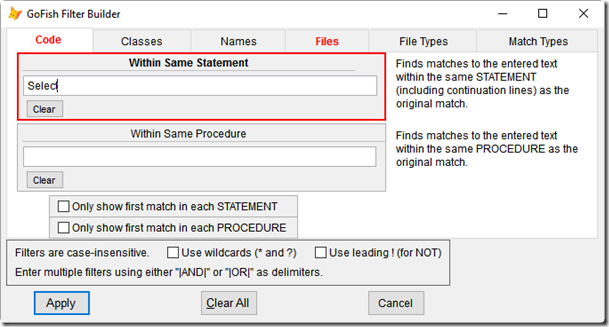 GoFish Filter Builder
Code Classes Names Files File Types Match Types
Within Same Statement
Select
Clear
Finds matches to the entered text
within the same STATEMENT
(including continuation lines) as the
original match.
Within Same Procedure
Clear
Finds matches to the entered text
within the same PROCEDURE as the
original match.
Only show first match in each STATEMENT
Only show first match in each PROCEDURE
Filters are case-insensitive. Use wildcards (* and ?) Use leading ! (for NOT)
Enter multiple filters using either "|AND|" or "|OR|" as delimiters.
Apply Clear All Cancel